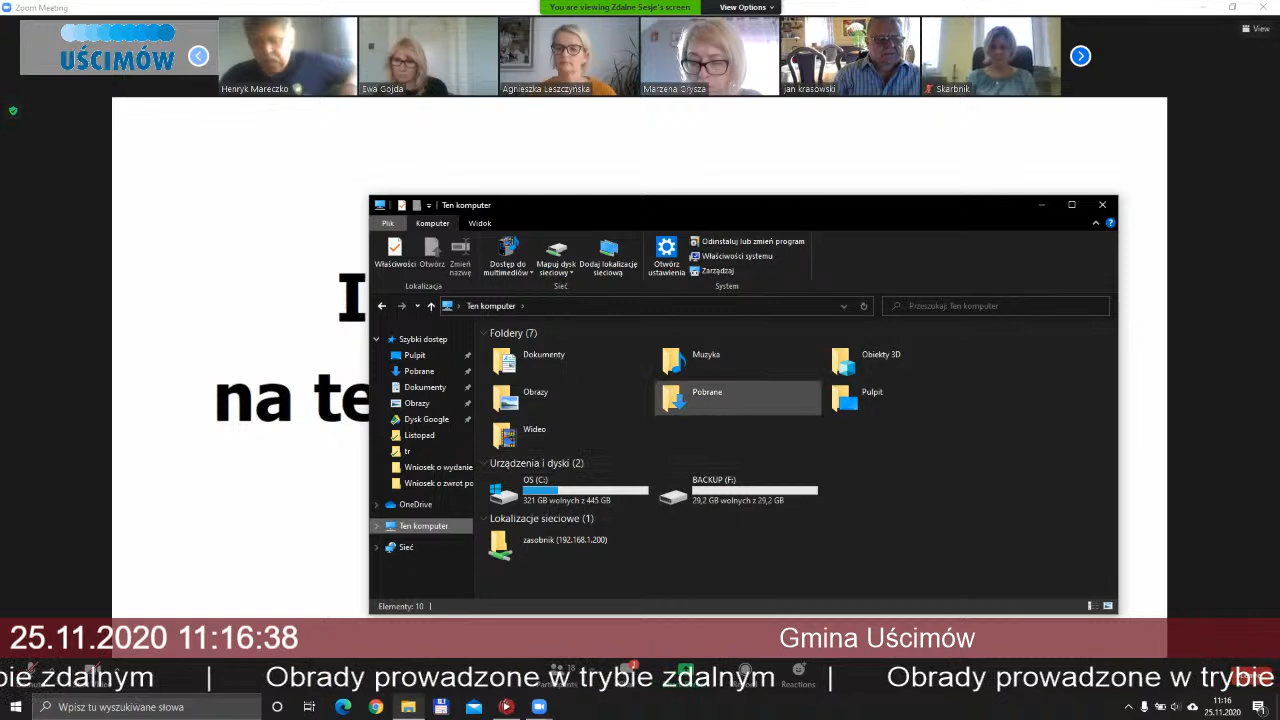 Zoom Meeting
You are viewing Zdalne Sesje's screen
View Options
UŚCIMÓW
View
Henryk Mareczko
Ewa Gojda
Agnieszka Leszczyńska
Marzena Grysza
jan krasowski
Skarbnik
I
na te
Ten komputer
Plik
Komputer
Widok
Właściwości
Otwórz
Zmień nazwę
Lokalizacja
Dostęp do multimediów
Mapuj dysk sieciowy
Dodaj lokalizację sieciową
Sieć
Otwórz ustawienia
Odinstaluj lub zmień program
Właściwości systemu
Zarządzaj
System
Ten komputer
Przeszukaj: Ten komputer
Szybki dostęp
Pulpit
Pobrane
Dokumenty
Obrazy
Dysk Google
Listopad
tr
Wniosek o wydanie
Wniosek o zwrot po
OneDrive
Ten komputer
Sieć
Foldery (7)
Dokumenty
Muzyka
Obiekty 3D
Obrazy
Pobrane
Pulpit
Wideo
Urządzenia i dyski (2)
OS (C:)
321 GB wolnych z 445 GB
BACKUP (F:)
29,2 GB wolnych z 29,2 GB
Lokalizacje sieciowe (1)
zasobnik (192.168.1.200)
Elementy: 10
25.11.2020 11:16:38
Gmina Uścimów
bie zdalnym | Obrady prowadzone w trybie zdalnym | Obrady prowadzone w trybie
18
Reactions
Wpisz tu wyszukiwane słowa
11:16
25.11.2020